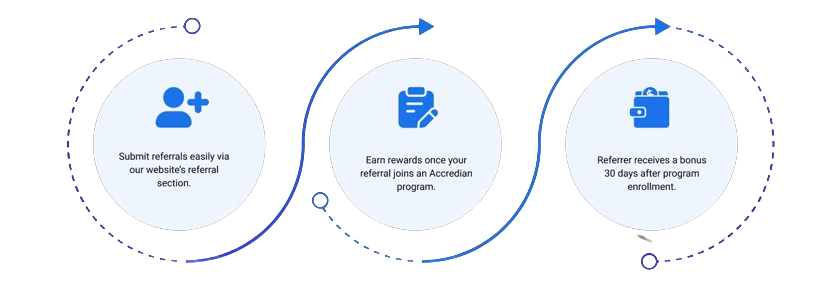 Submit referrals easily via
our website's referral
section.
Earn rewards once your
referral joins an Accredian
program.
Referrer receives a bonus
30 days after program
enrollment.